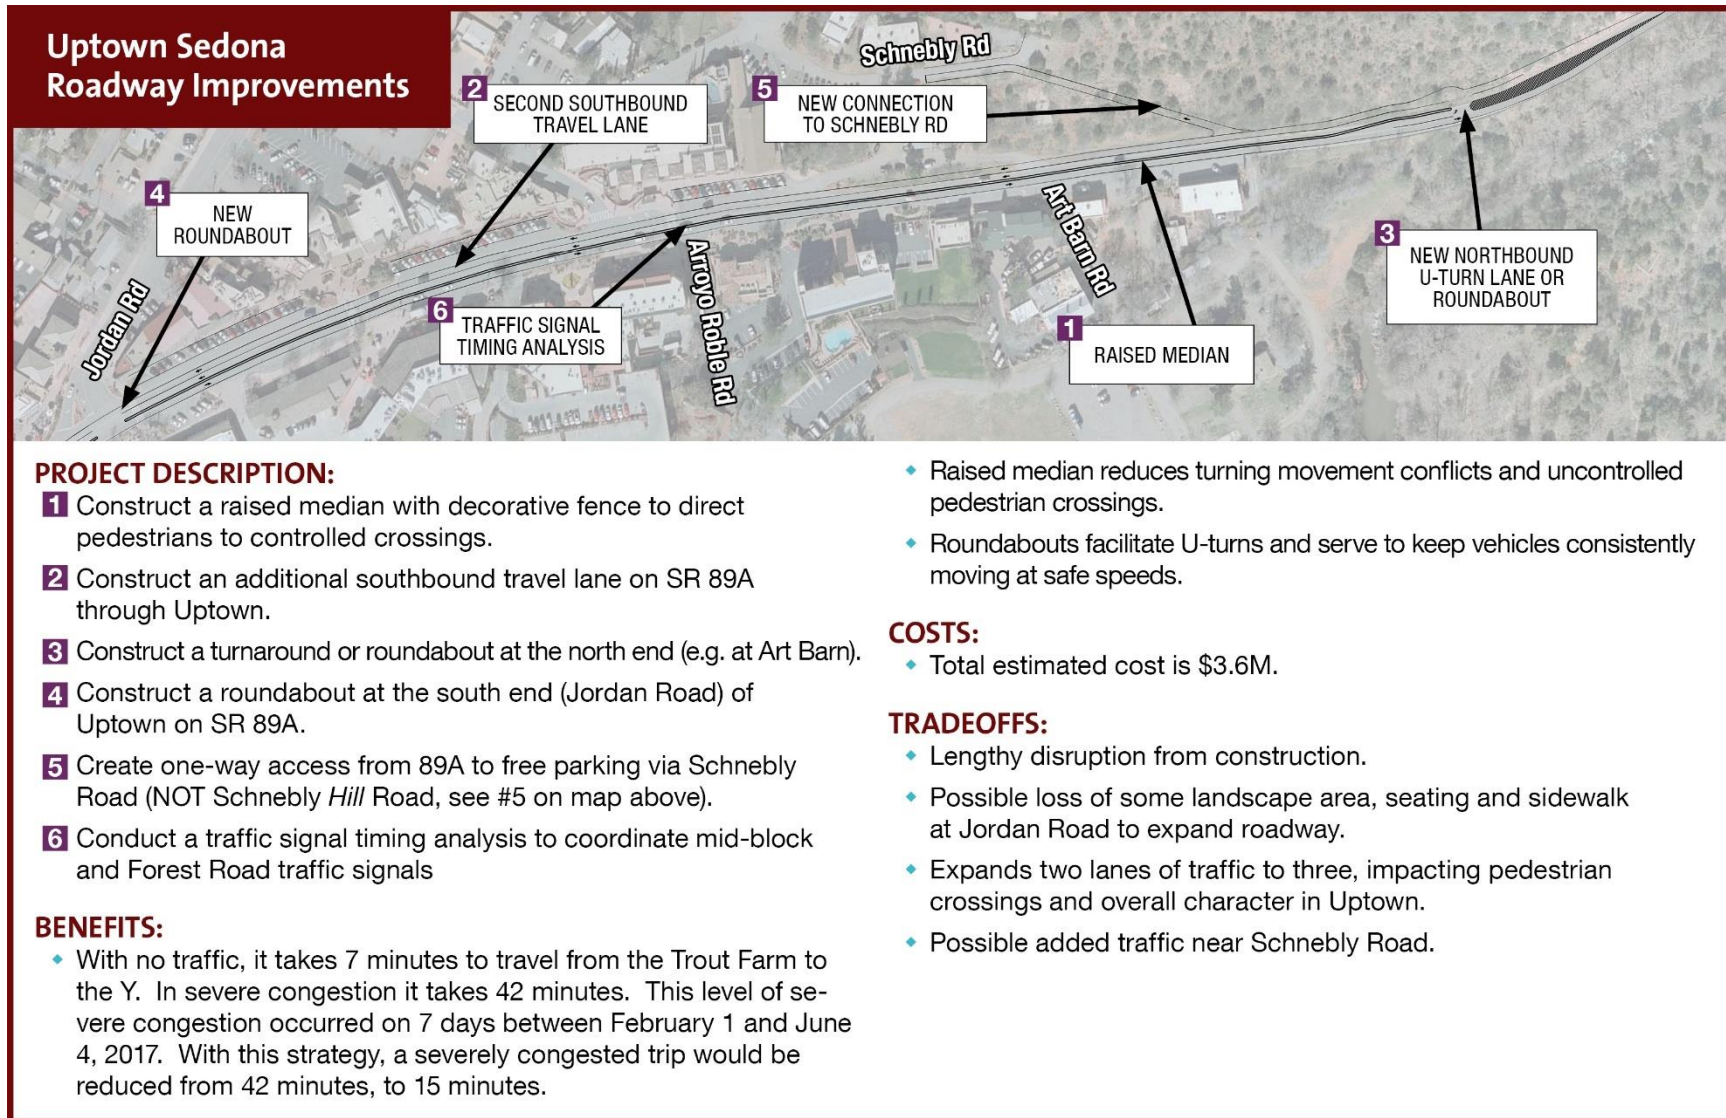 Uptown Sedona
Roadway Improvements
Schnebly Rd
2
SECOND SOUTHBOUND
TRAVEL LANE
5
NEW CONNECTION
TO SCHNEBLY RD
4
NEW
ROUNDABOUT
Jordan Rd
6
TRAFFIC SIGNAL
TIMING ANALYSIS
Arroyo Roble Rd
Art Barn Rd
1
RAISED MEDIAN
3
NEW NORTHBOUND
U-TURN LANE OR
ROUNDABOUT
PROJECT DESCRIPTION:
1 Construct a raised median with decorative fence to direct
pedestrians to controlled crossings.
2 Construct an additional southbound travel lane on SR 89A
through Uptown.
3 Construct a turnaround or roundabout at the north end (e.g. at Art Barn).
4 Construct a roundabout at the south end (Jordan Road) of
Uptown on SR 89A.
5 Create one-way access from 89A to free parking via Schnebly
Road (NOT Schnebly Hill Road, see #5 on map above).
6 Conduct a traffic signal timing analysis to coordinate mid-block
and Forest Road traffic signals
BENEFITS:
With no traffic, it takes 7 minutes to travel from the Trout Farm to
the Y.  In severe congestion it takes 42 minutes.  This level of se-
vere congestion occurred on 7 days between February 1 and June
4, 2017.  With this strategy, a severely congested trip would be
reduced from 42 minutes, to 15 minutes.
Raised median reduces turning movement conflicts and uncontrolled
pedestrian crossings.
Roundabouts facilitate U-turns and serve to keep vehicles consistently
moving at safe speeds.
COSTS:
Total estimated cost is $3.6M.
TRADEOFFS:
Lengthy disruption from construction.
Possible loss of some landscape area, seating and sidewalk
at Jordan Road to expand roadway.
Expands two lanes of traffic to three, impacting pedestrian
crossings and overall character in Uptown.
Possible added traffic near Schnebly Road.